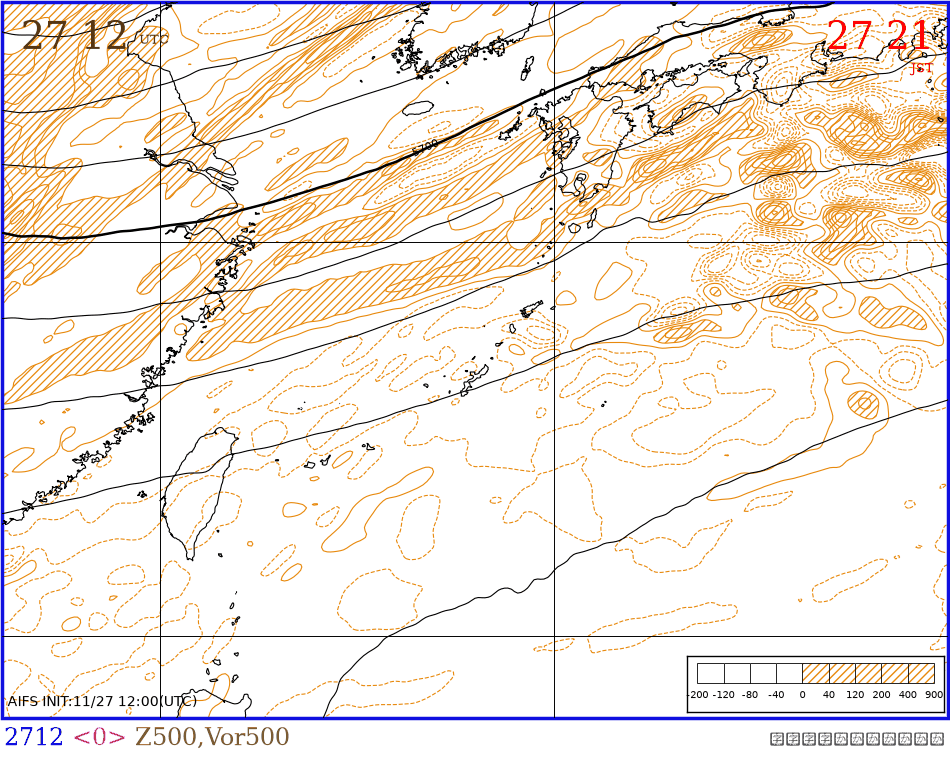 27 12 UTC
27 21
JST
5700
-200 -120 -80 -40 0 40 120 200 400 900
AIFS INIT:11/27 12:00(UTC)
2712 <0> Z500,Vor500